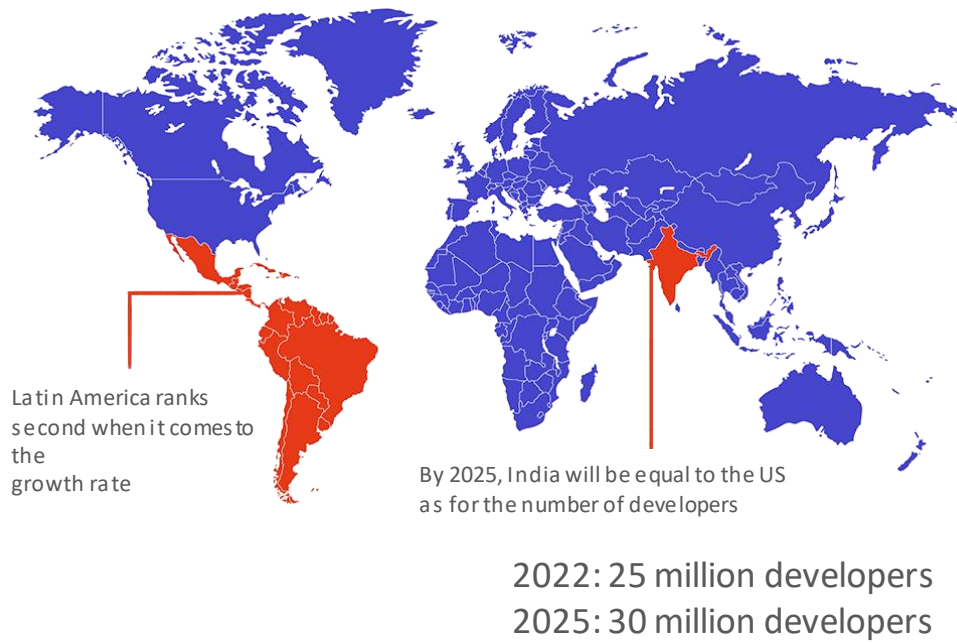 Latin America ranks
second when it comes to
the
growth rate
By 2025, India will be equal to the US
as for the number of developers
2022: 25 million developers
2025: 30 million developers